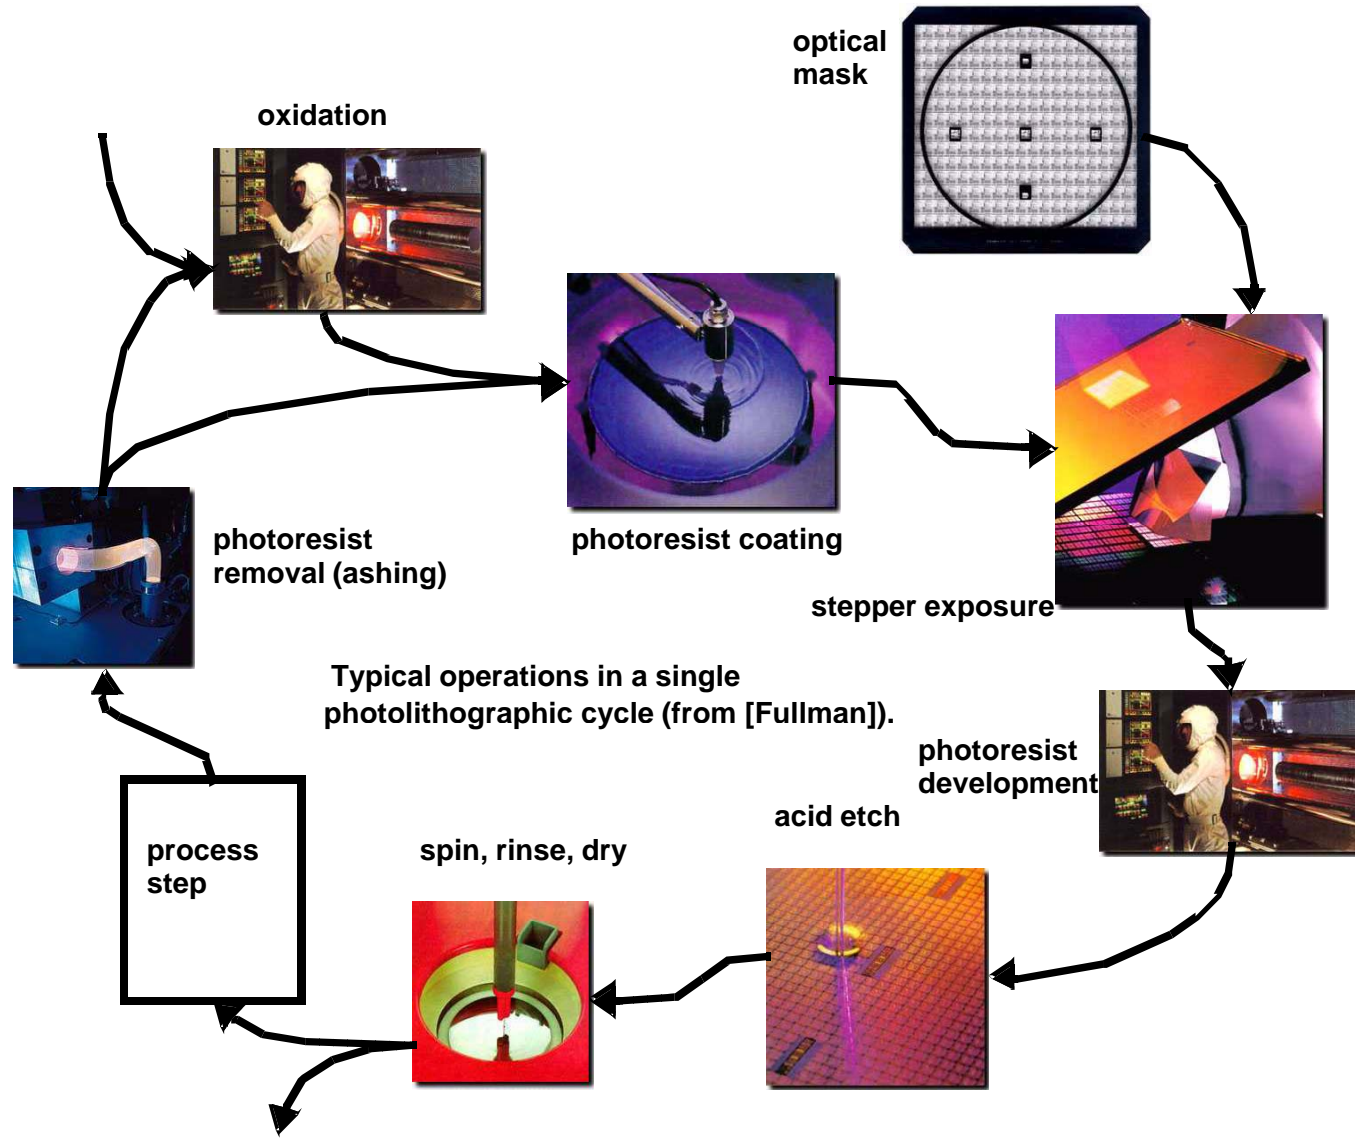 optical
mask
oxidation
photoresist
removal (ashing)
photoresist coating
stepper exposure
Typical operations in a single
photolithographic cycle (from [Fullman]).
photoresist
development
acid etch
process
step
spin, rinse, dry